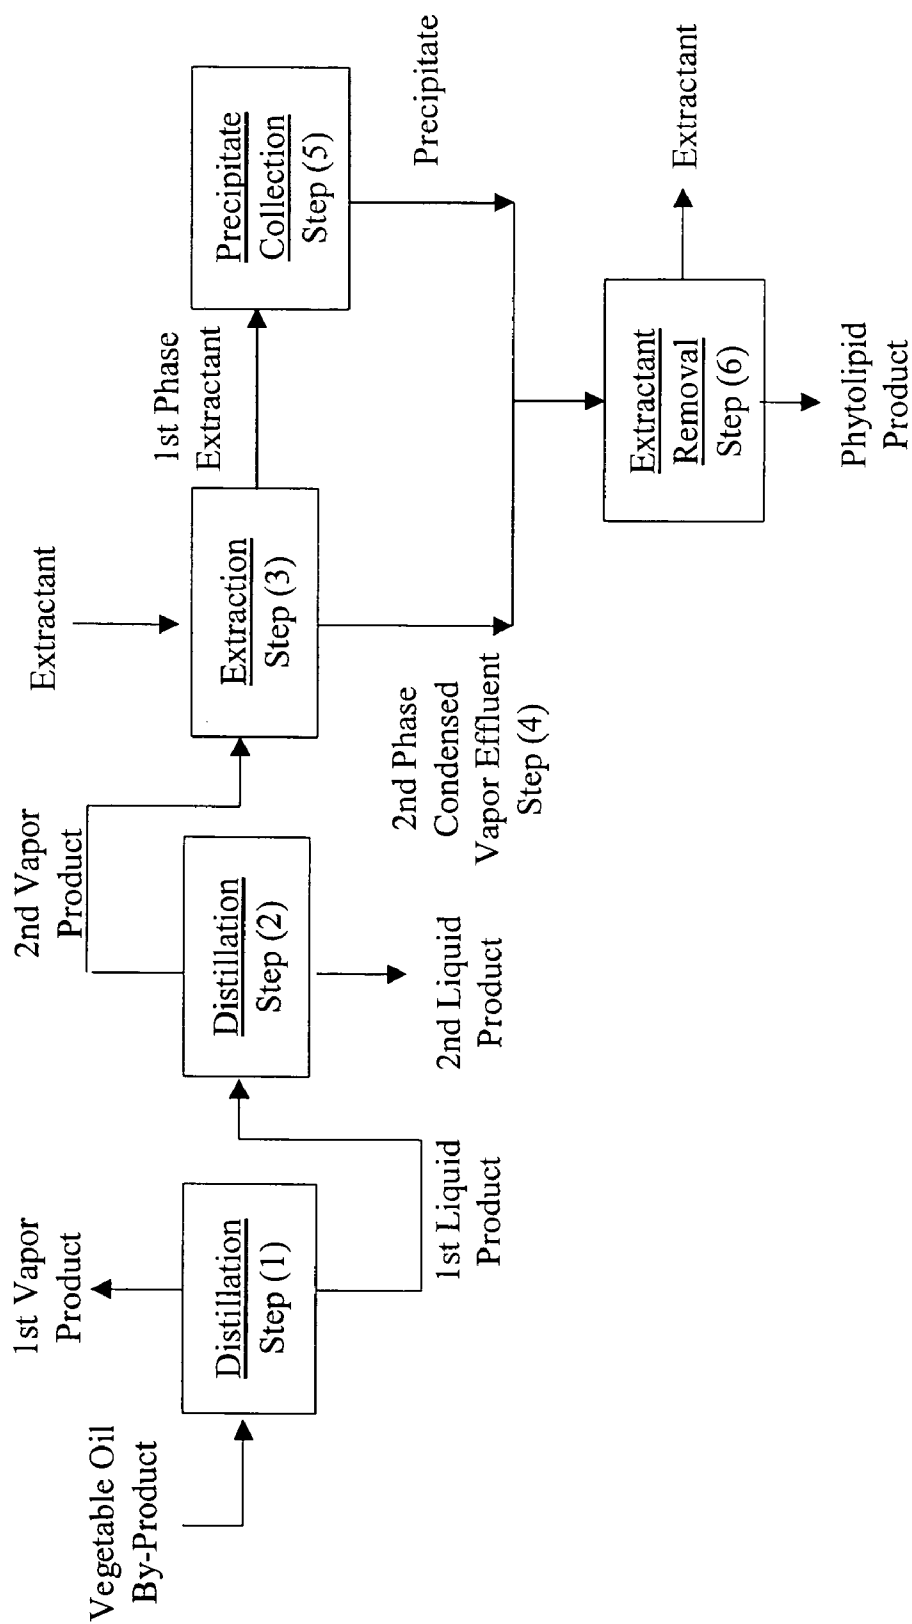 Vegetable Oil
By-Product
1st Vapor
Product
Distillation
Step (1)
1st Liquid
Product
2nd Vapor
Product
Distillation
Step (2)
2nd Liquid
Product
Extractant
Extraction
Step (3)
2nd Phase
Condensed
Vapor Effluent
Step (4)
1st Phase
Extractant
Precipitate
Collection
Step (5)
Precipitate
Extractant
Removal
Step (6)
Extractant
Phytolipid
Product